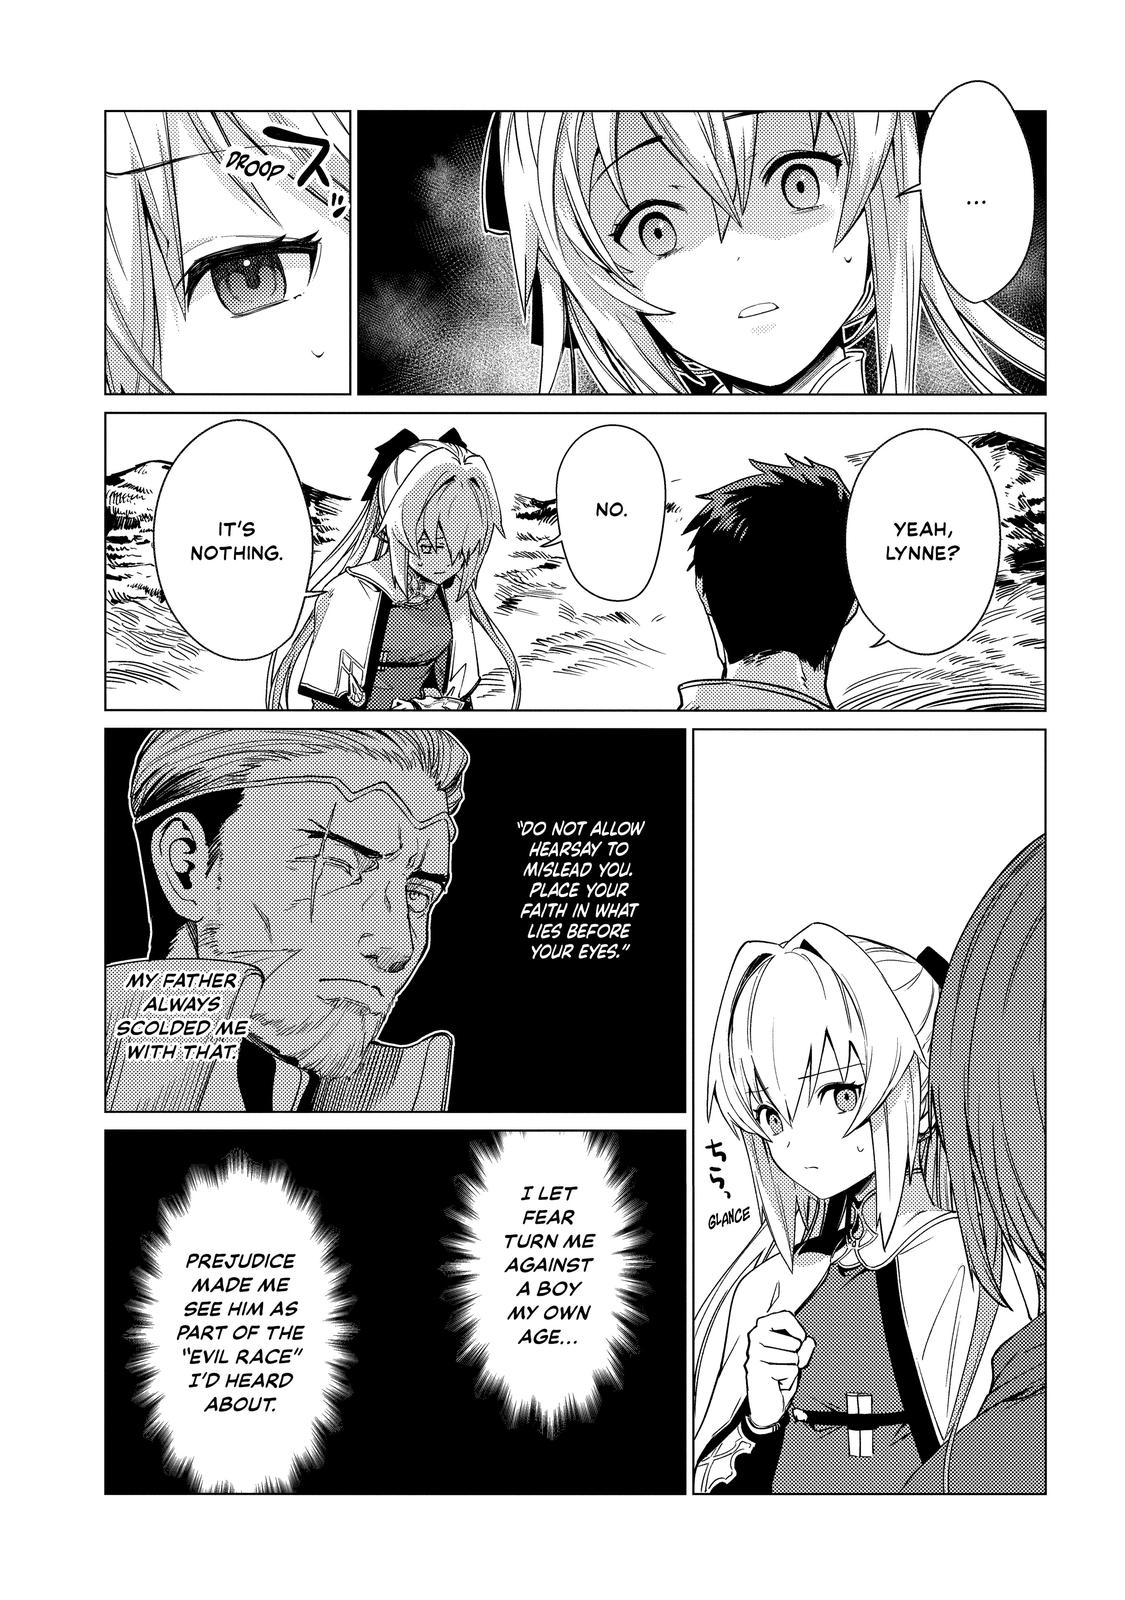 ...
スッ
DROOP
YEAH,
LYNNE?
NO.
IT'S
NOTHING.
ちら、
GLANCE
"DO NOT ALLOW
HEARSAY TO
MISLEAD YOU.
PLACE YOUR
FAITH IN WHAT
LIES BEFORE
YOUR EYES."
MY FATHER
ALWAYS
SCOLDED ME
WITH THAT.
I LET
FEAR
TURN ME
AGAINST
A BOY
MY OWN
AGE...
PREJUDICE
MADE ME
SEE HIM AS
PART OF THE
"EVIL RACE"
I'D HEARD
ABOUT.